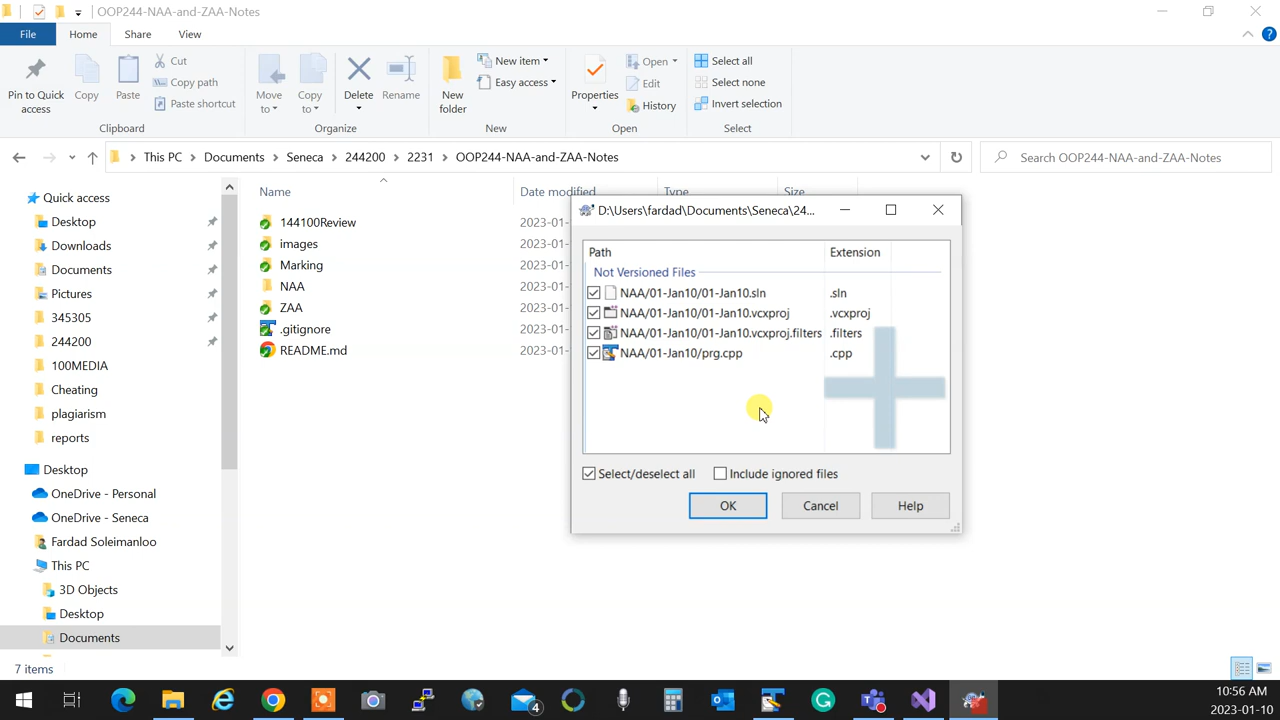 OOP244-NAA-and-ZAA-Notes
File Home Share View
Pin to Quick access
Copy
Paste
Cut
Copy path
Paste shortcut
Clipboard
Move to
Copy to
Delete
Rename
Organize
New folder
New item
Easy access
New
Properties
Open
Edit
History
Open
Select all
Select none
Invert selection
Select
This PC > Documents > Seneca > 244200 > 2231 > OOP244-NAA-and-ZAA-Notes
Search OOP244-NAA-and-ZAA-Notes
Quick access
Desktop
Downloads
Documents
Pictures
345305
244200
100MEDIA
Cheating
plagiarism
reports
Desktop
OneDrive - Personal
OneDrive - Seneca
Fardad Soleimanloo
This PC
3D Objects
Desktop
Documents
Name Date modified Type Size
144100Review 2023-01-
images 2023-01-
Marking 2023-01-
NAA 2023-01-
ZAA 2023-01-
.gitignore 2023-01-
README.md 2023-01-
D:\Users\fardad\Documents\Seneca\24...
Path Extension
Not Versioned Files
NAA/01-Jan10/01-Jan10.sln .sln
NAA/01-Jan10/01-Jan10.vcxproj .vcxproj
NAA/01-Jan10/01-Jan10.vcxproj.filters .filters
NAA/01-Jan10/prg.cpp .cpp
Select/deselect all Include ignored files
OK Cancel Help
7 items
4
10:56 AM
2023-01-10